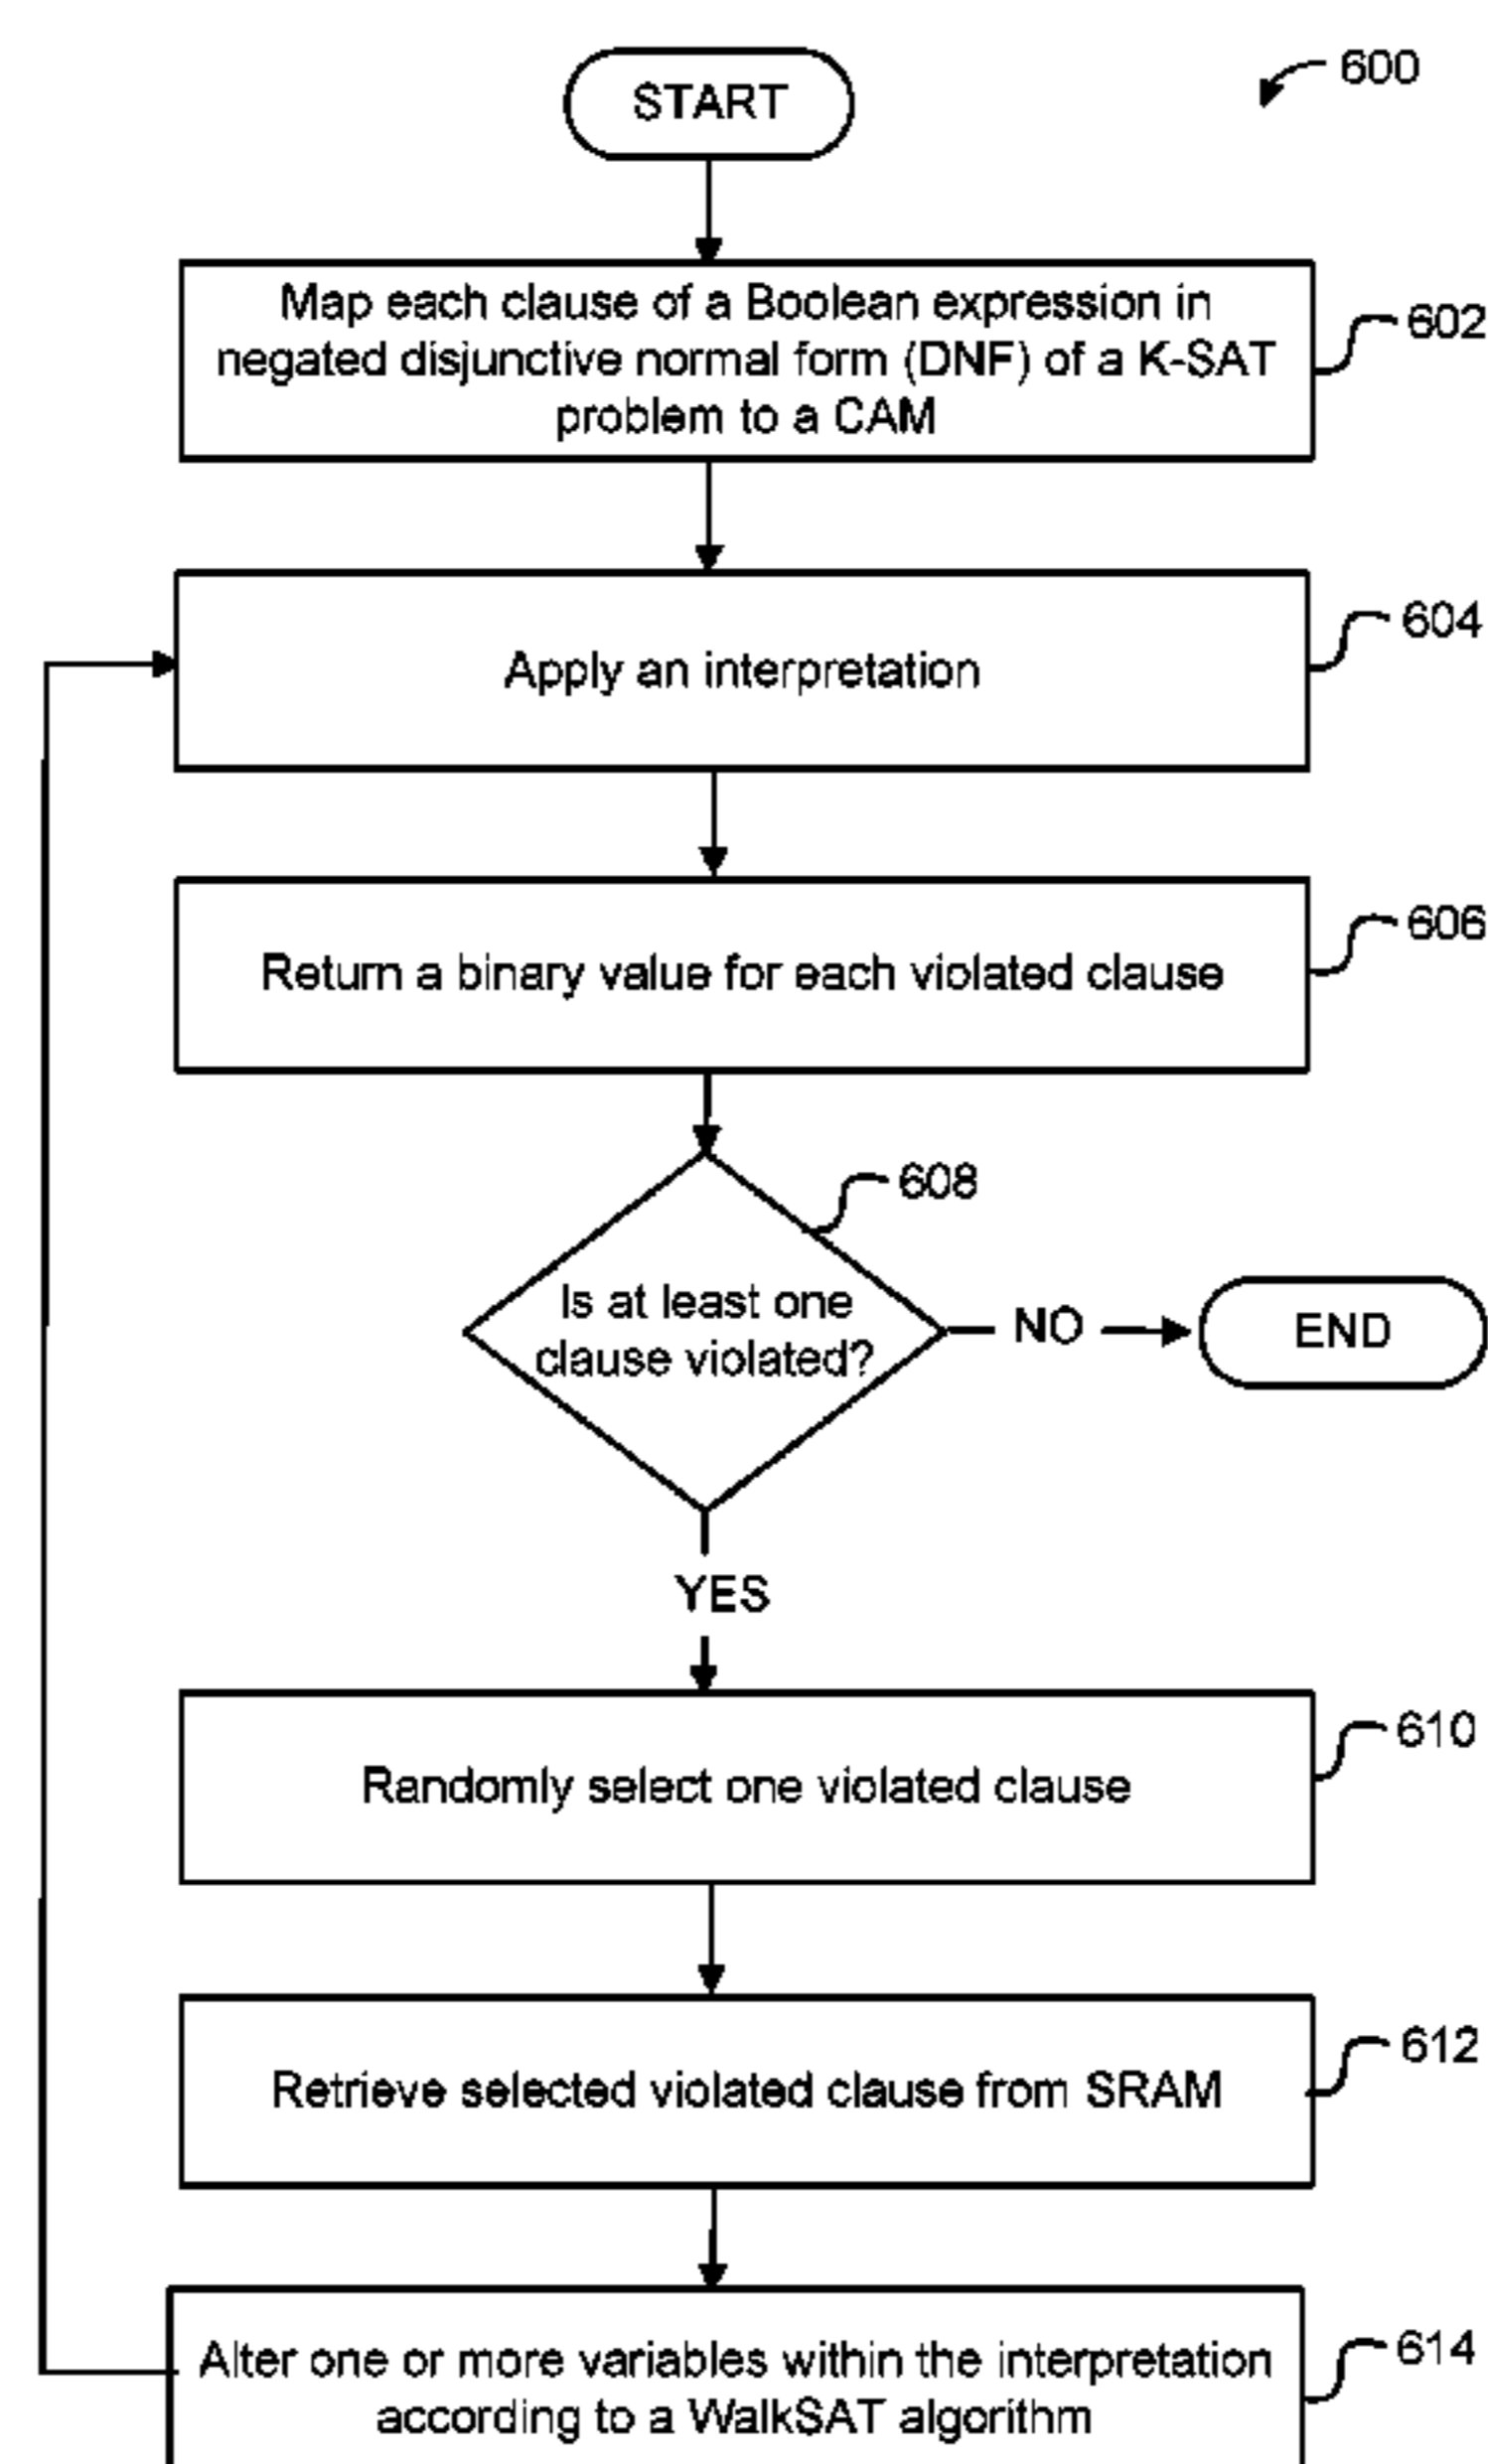 START
600
Map each clause of a Boolean expression in
negated disjunctive normal form (DNF) of a K-SAT
problem to a CAM
602
Apply an interpretation
604
Return a binary value for each violated clause
606
608
Is at least one
clause violated?
NO
END
YES
Randomly select one violated clause
610
Retrieve selected violated clause from SRAM
612
Alter one or more variables within the interpretation
according to a WalkSAT algorithm
614